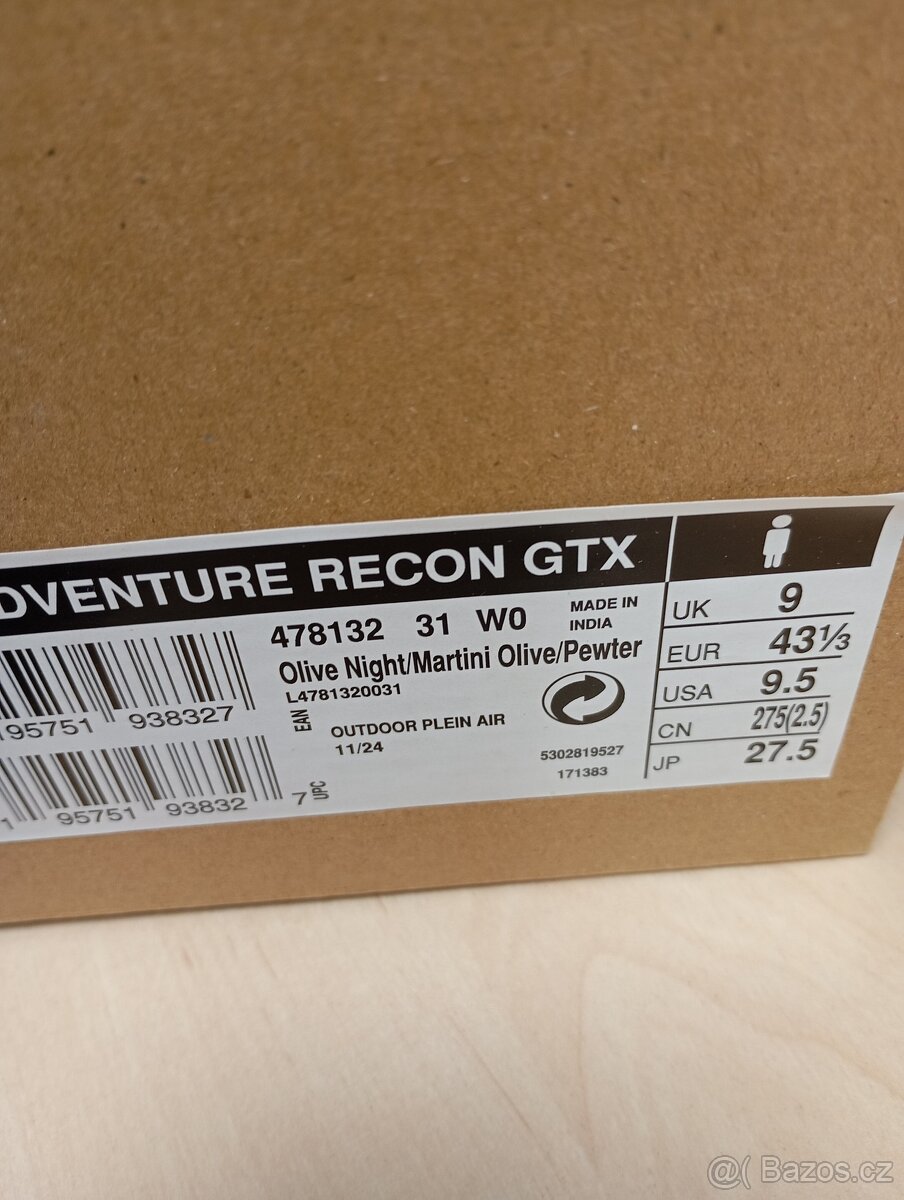 DVENTURE RECON GTX
478132 31 W0
MADE IN
INDIA
Olive Night/Martini Olive/Pewter
L4781320031
EAN
195751 938327
OUTDOOR PLEIN AIR
11/24
5302819527
171383
1 95751 93832 7
UPC
UK 9
EUR 43⅓
USA 9.5
CN 275(2.5)
JP 27.5
@( Bazos.cz